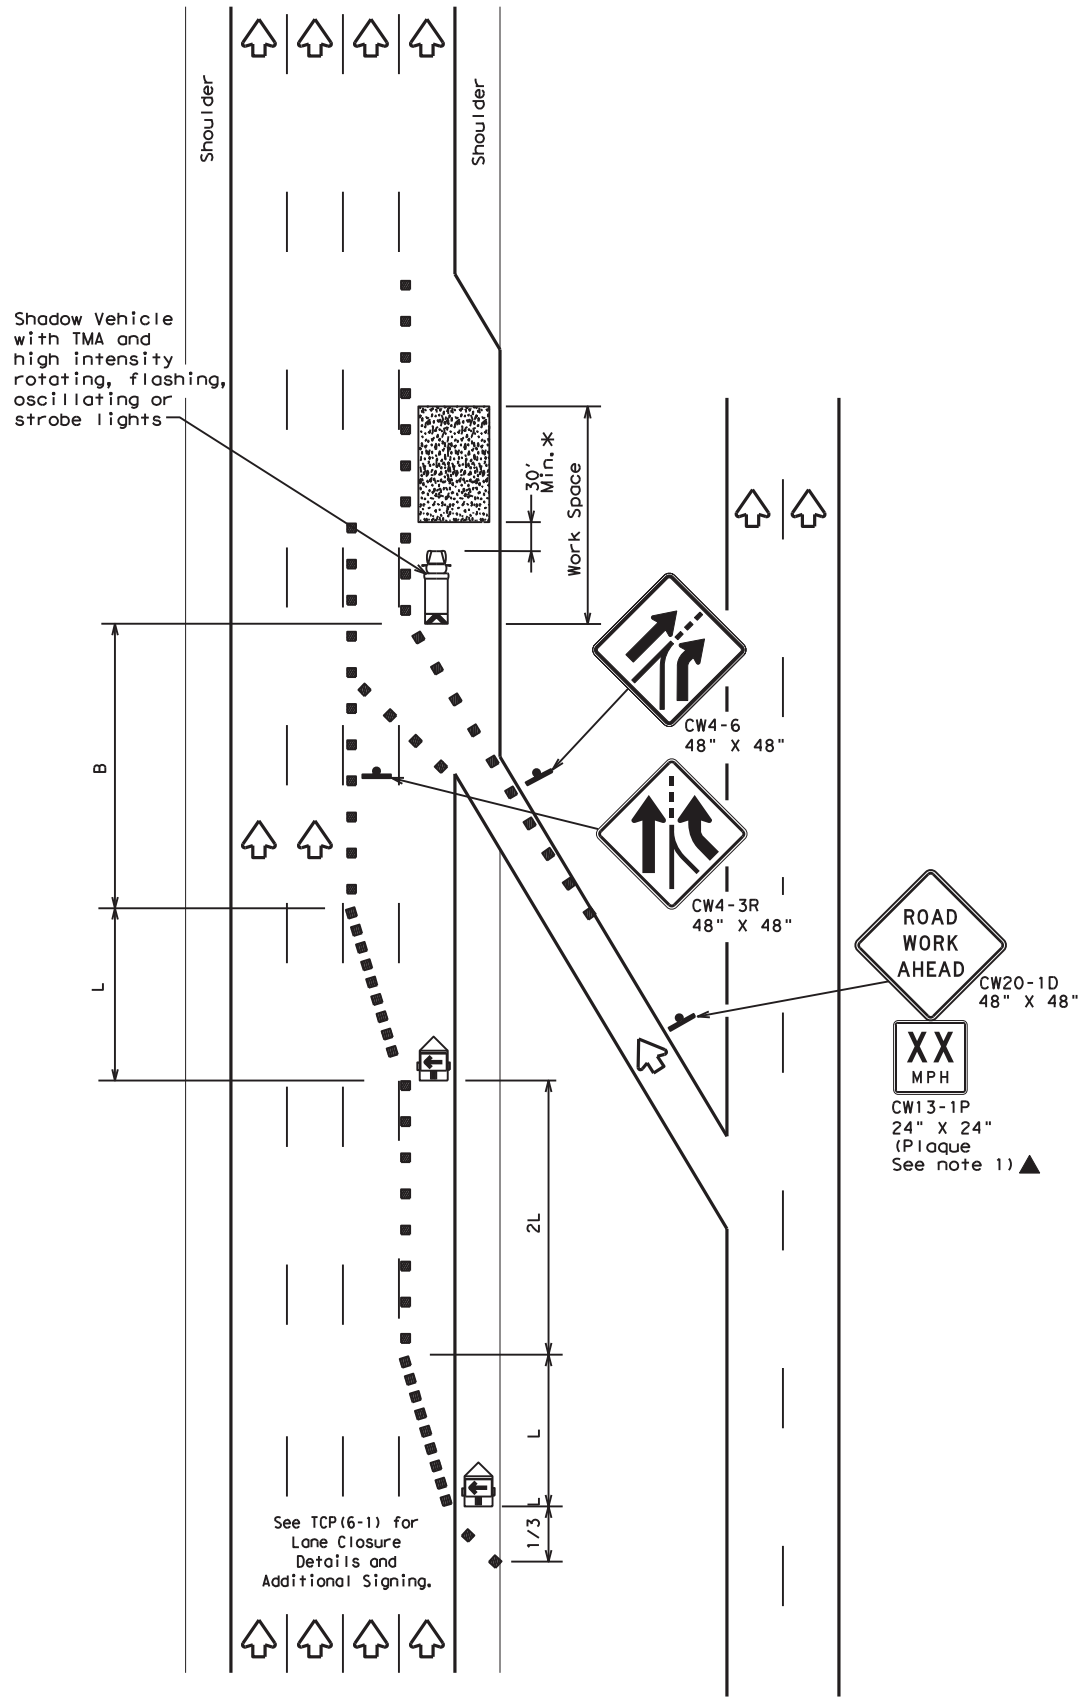 Shoulder
Shoulder
Shadow Vehicle
with TMA and
high intensity
rotating, flashing,
oscillating or
strobe lights
30'
Min.*
Work Space
CW4-6
48" X 48"
B
CW4-3R
48" X 48"
ROAD
WORK
AHEAD
CW20-1D
48" X 48"
L
XX
MPH
CW13-1P
24" X 24"
(Plaque
See note 1)▲
2L
L
1/3 L
See TCP(6-1) for
Lane Closure
Details and
Additional Signing.